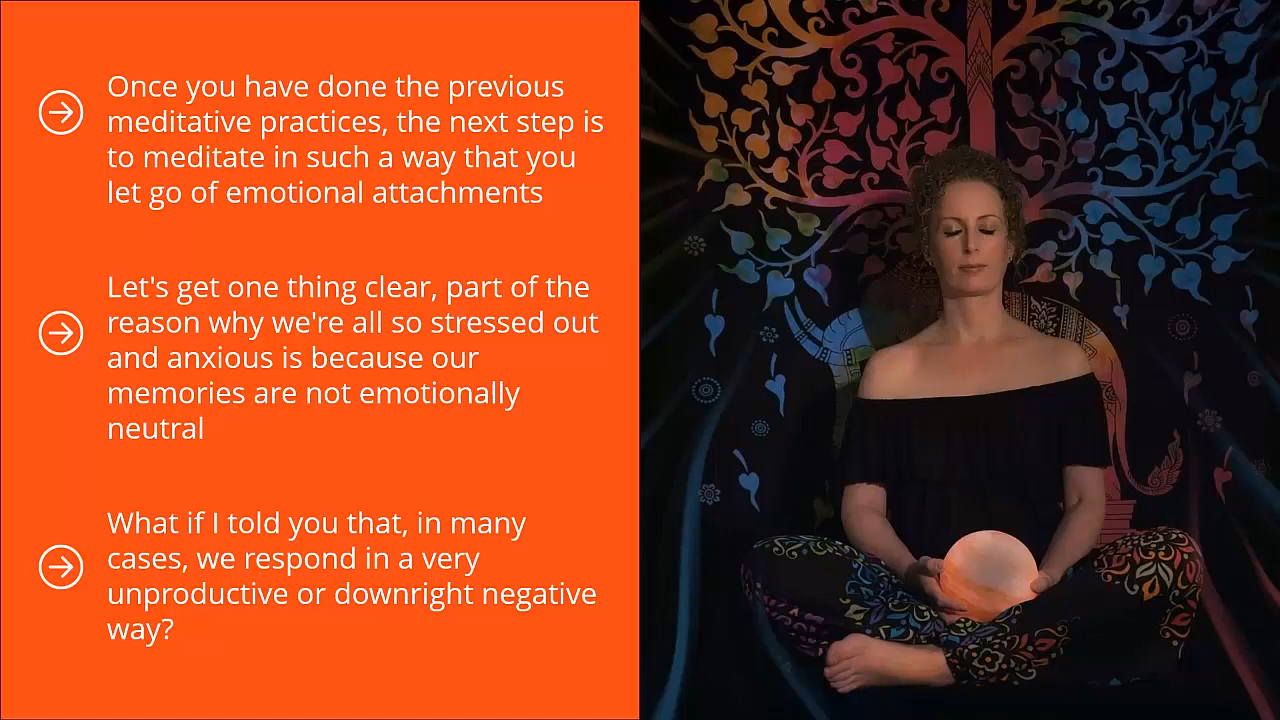 Once you have done the previous
meditative practices, the next step is
to meditate in such a way that you
let go of emotional attachments
Let's get one thing clear, part of the
reason why we're all so stressed out
and anxious is because our
memories are not emotionally
neutral
What if I told you that, in many
cases, we respond in a very
unproductive or downright negative
way?